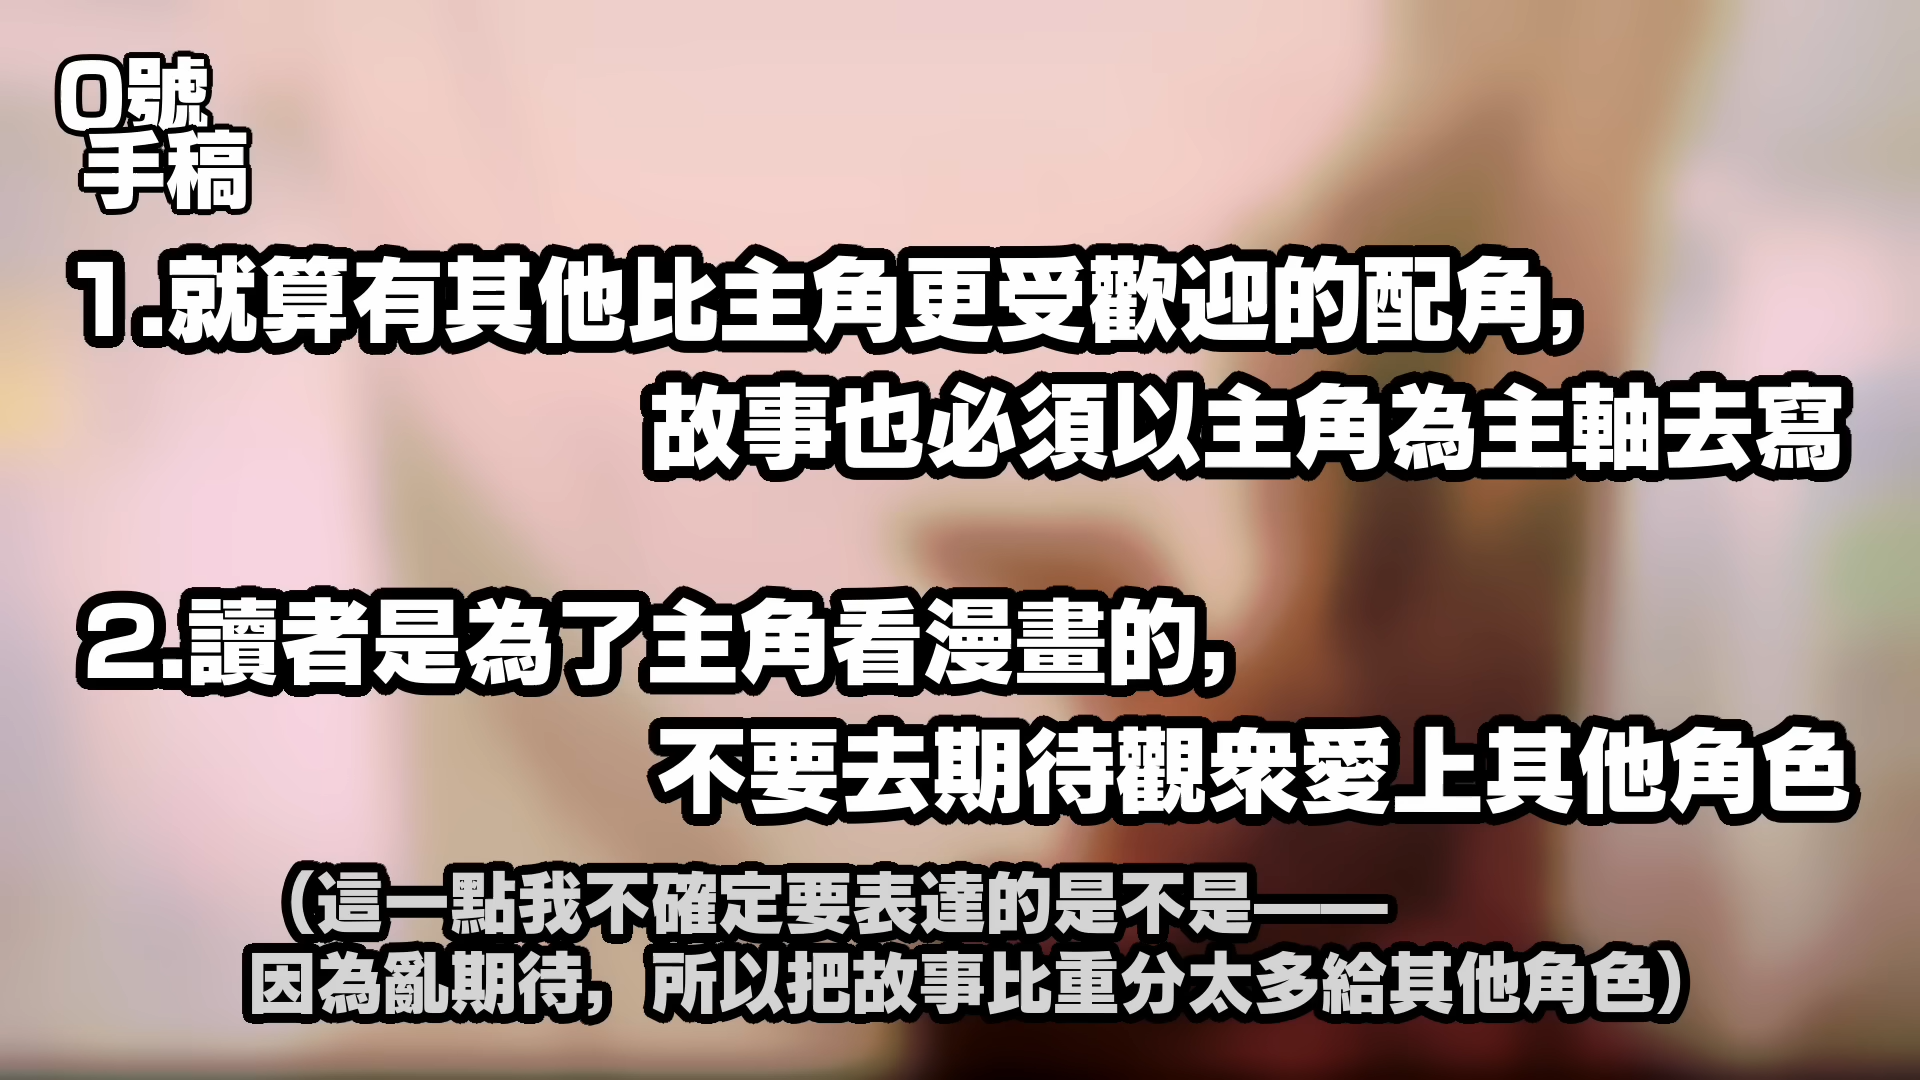 0號
手稿
1.就算有其他比主角更受歡迎的配角,
故事也必須以主角為主軸去寫
2.讀者是為了主角看漫畫的,
不要去期待觀眾愛上其他角色
(這一點我不確定要表達的是不是——
因為亂期待, 所以把故事比重分太多給其他角色)